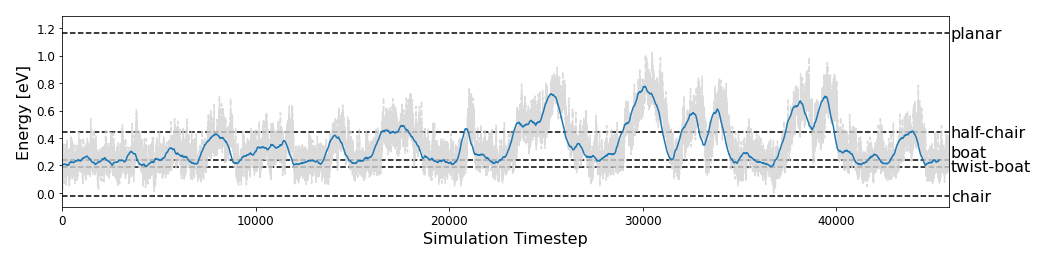 1.2
1.0
0.8
0.6
0.4
0.2
0.0
Energy [eV]
planar
half-chair
boat
twist-boat
chair
0 10000 20000 30000 40000
Simulation Timestep